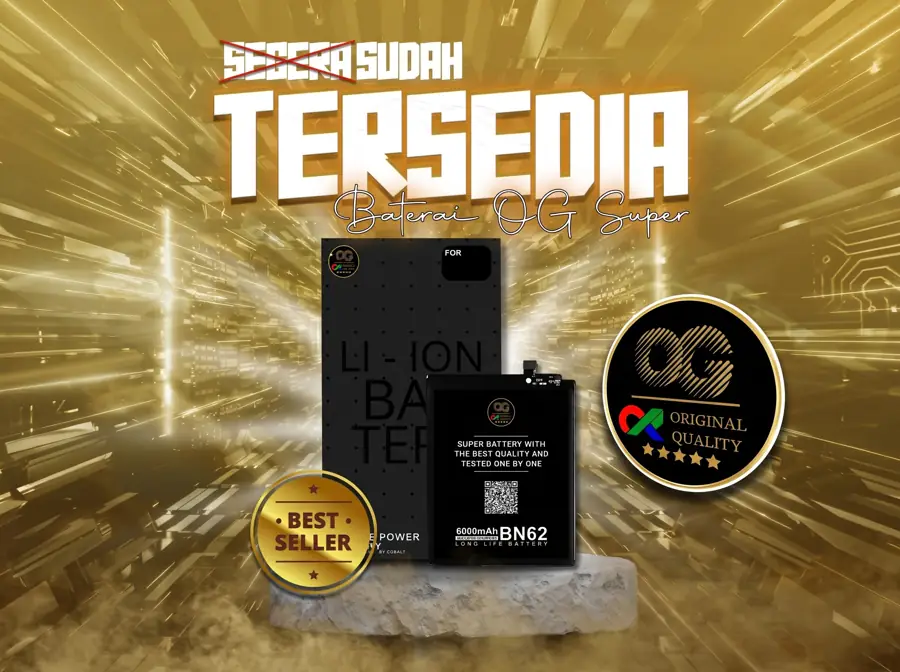 SEGERA SUDAH
TERSEDIA
Baterai OG Super
OG
FOR
LI - ION
BA
TER
POWER
BY COBALT
OG
SUPER BATTERY WITH
THE BEST QUALITY AND
TESTED ONE BY ONE
6000mAh BN62
LONG LIFE BATTERY
BEST
SELLER
OG
ORIGINAL
QUALITY